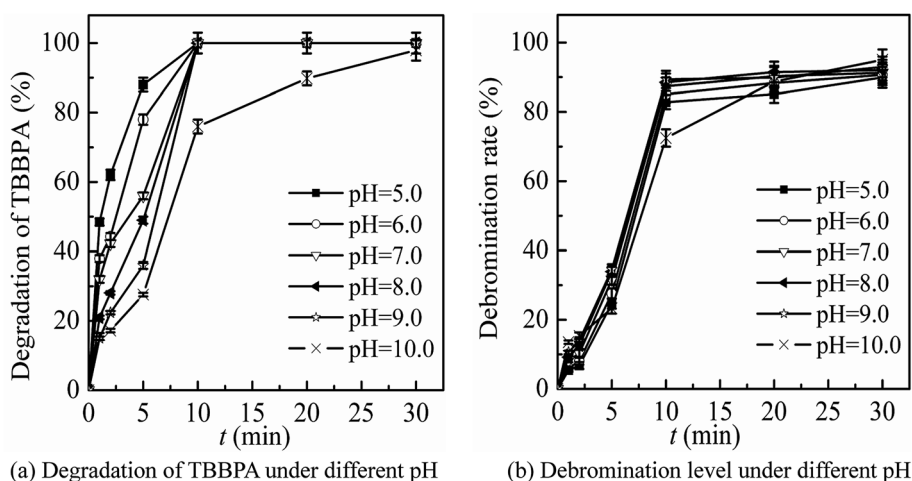 Degradation of TBBPA (%)
100
80
60
40
20
0
0 5 10 20 30
t (min)
pH=5.0
pH=6.0
pH=7.0
pH=8.0
pH=9.0
pH=10.0
(a) Degradation of TBBPA under different pH
Debromination rate (%)
100
80
60
40
20
0
0 5 10 20 30
t (min)
pH=5.0
pH=6.0
pH=7.0
pH=8.0
pH=9.0
pH=10.0
(b) Debromination level under different pH